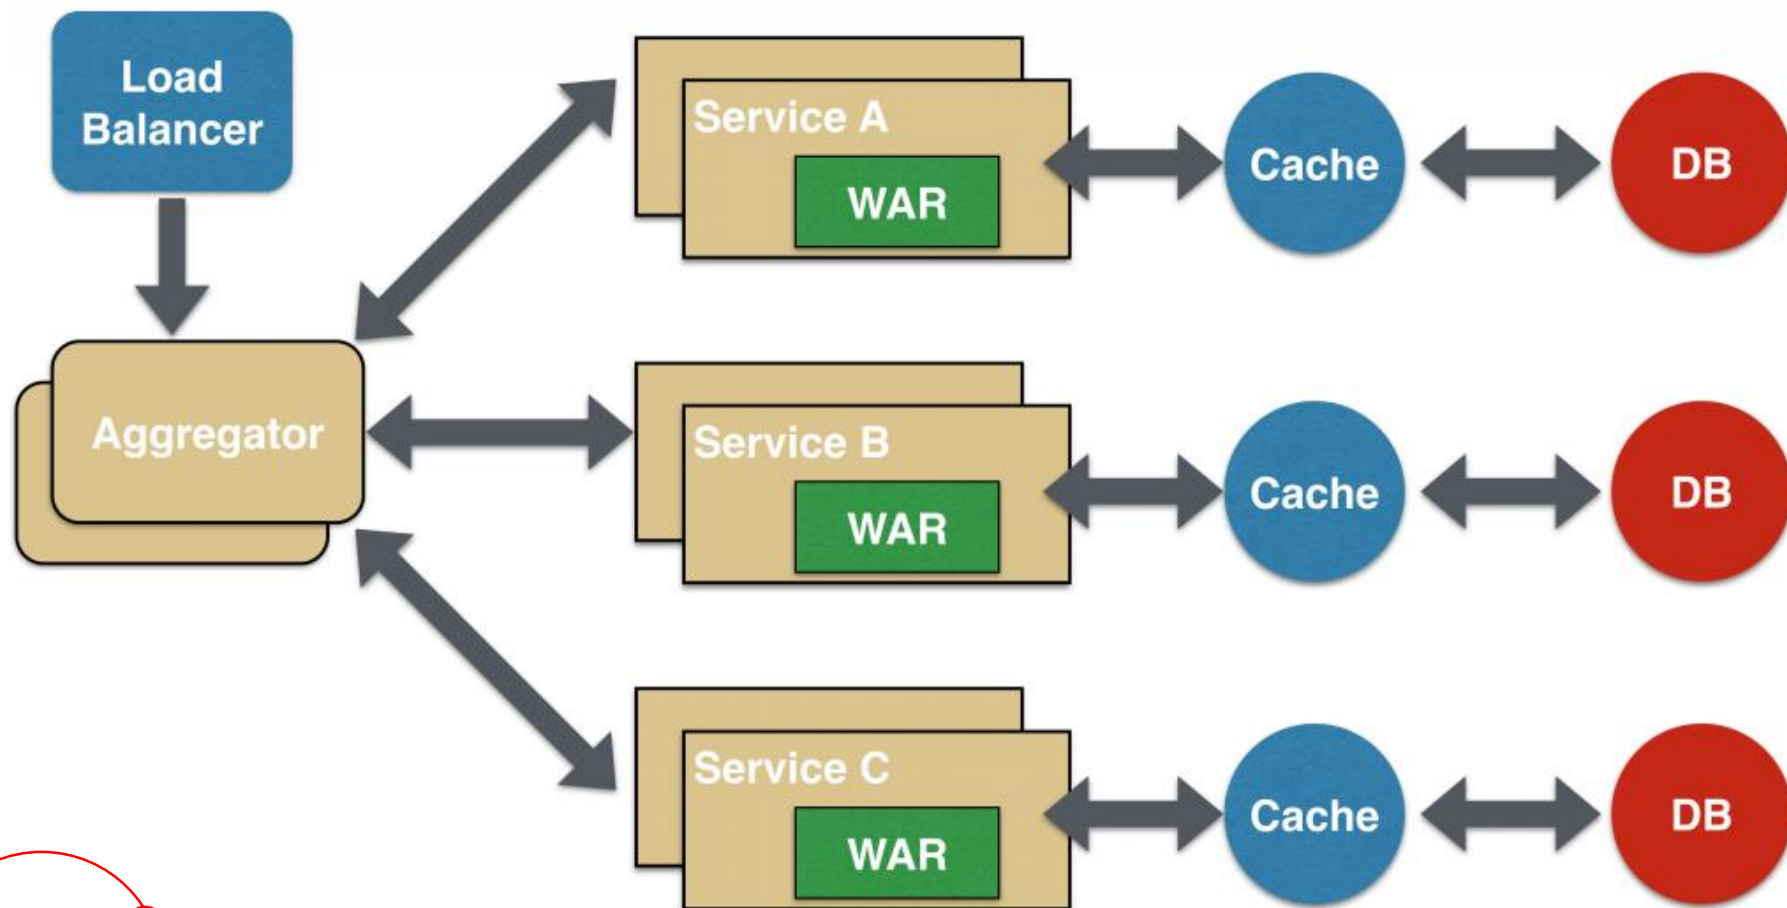 Load
Balancer
Service A
WAR
Cache
DB
Aggregator
Service B
WAR
Cache
DB
Service C
WAR
Cache
DB